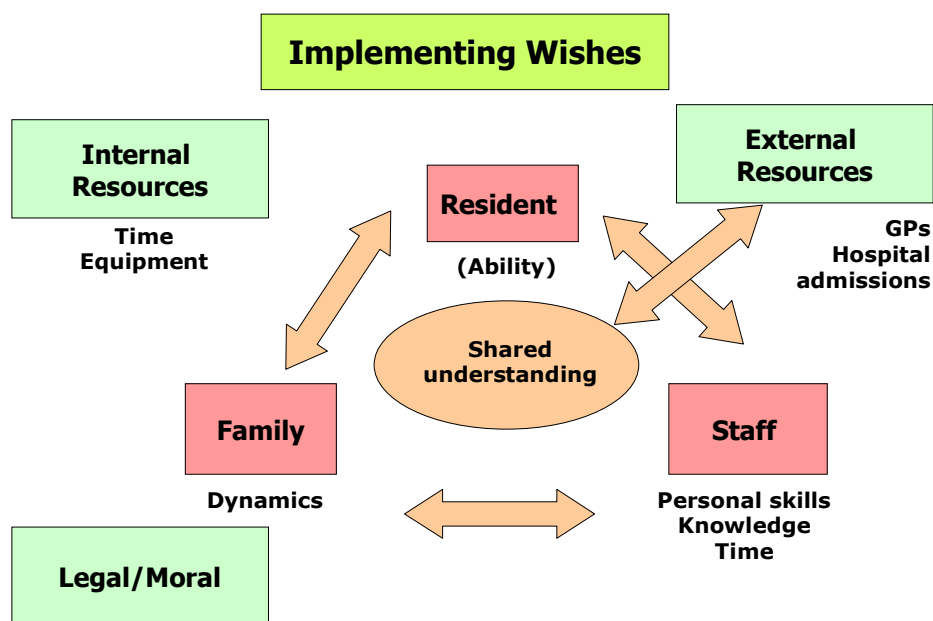 Implementing Wishes
Internal
Resources
Time
Equipment
External
Resources
GPs
Hospital
admissions
Resident
(Ability)
Shared
understanding
Family
Dynamics
Staff
Personal skills
Knowledge
Time
Legal/Moral